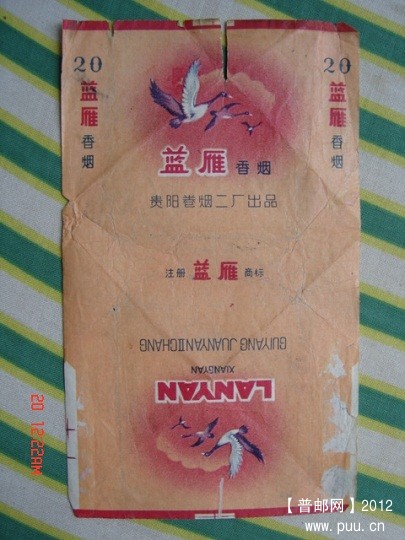 20
蓝雁
香烟
20
蓝雁
香烟
蓝雁 香烟
贵阳卷烟二厂出品
注册 蓝雁 商标
GUIYANG JUANYANIICHANG
XIANGYAN
LANYAN
20 12:22AM
【普邮网】2012
www.puu.cn